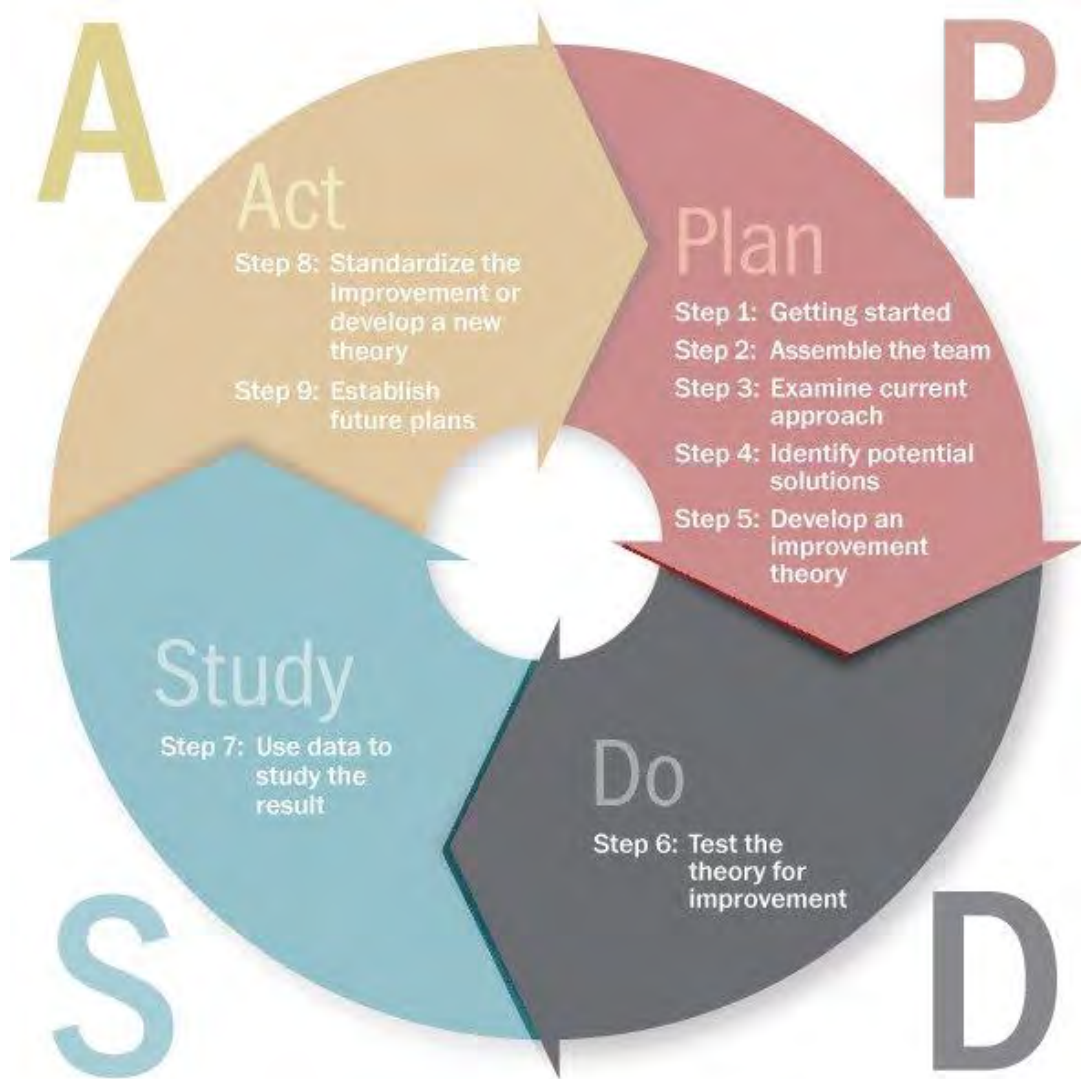 A
P
Act
Step 8: Standardize the
improvement or
develop a new
theory
Step 9: Establish
future plans
Plan
Step 1: Getting started
Step 2: Assemble the team
Step 3: Examine current
approach
Step 4: Identify potential
solutions
Step 5: Develop an
improvement
theory
Study
Step 7: Use data to
study the
result
Do
Step 6: Test the
theory for
improvement
S
D